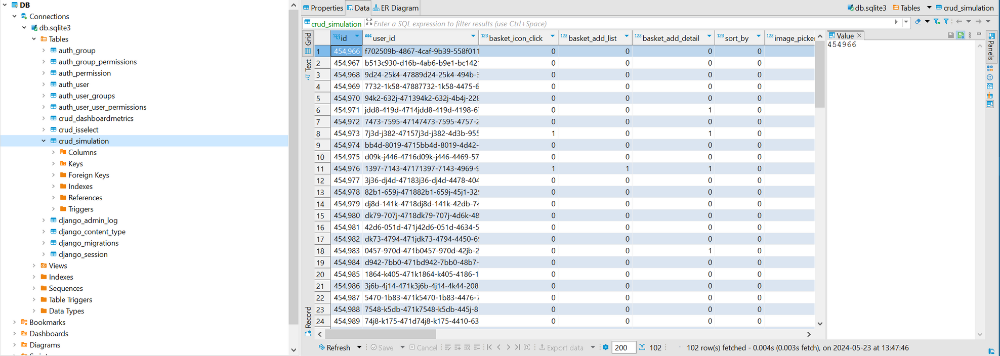 DB
Connections
db.sqlite3
Tables
auth_group
auth_group_permissions
auth_permission
auth_user
auth_user_groups
auth_user_user_permissions
crud_dashboardmetrics
crud_isselect
crud_simulation
Columns
Keys
Foreign Keys
Indexes
References
Triggers
django_admin_log
django_content_type
django_migrations
django_session
Views
Indexes
Sequences
Table Triggers
Data Types
Bookmarks
Dashboards
Diagrams
Properties Data ER Diagram db.sqlite3 Tables crud_simulation
crud_simulation Enter a SQL expression to filter results (use Ctrl+Space)
Grid
Text
Record
123 id ABC user_id 123 basket_icon_click 123 basket_add_list 123 basket_add_detail 123 sort_by 123 image_picke
1 454,966 f702509b-4867-4caf-9b39-558f011 0 0 0 0
2 454,967 b513c930-d16b-4ab6-b9e1-bc142 0 0 0 0
3 454,968 9d24-25k4-47889d24-25k4-494b-3 0 0 0 0
4 454,969 7732-1k58-47887732-1k58-4475-6 0 0 0 0
5 454,970 94k2-632j-471394k2-632j-4b4j-228 0 0 0 0
6 454,971 jdd8-419d-4714jdd8-419d-4198-6 0 0 1 0
7 454,972 7473-7595-47147473-7595-4757-2 0 0 0 0
8 454,973 7j3d-j382-47157j3d-j382-4d3b-955 1 0 1 0
9 454,974 bb4d-8019-4715bb4d-8019-4d42- 0 0 0 0
10 454,975 d09k-j446-4716d09k-j446-4469-57 0 0 0 0
11 454,976 1397-7143-47171397-7143-4969-9 1 1 1 0
12 454,977 3j36-dj4d-47183j36-dj4d-4478-404 0 0 0 0
13 454,978 82b1-659j-471882b1-659j-45j1-329 0 0 0 0
14 454,979 dj8d-141k-4718dj8d-141k-42db-74 0 0 0 0
15 454,980 dk79-707j-4718dk79-707j-4d6k-48 0 0 0 0
16 454,981 42d6-051d-471j42d6-051d-4634-5 0 0 0 0
17 454,982 dk73-4794-471jdk73-4794-4450-69 0 0 0 0
18 454,983 0457-970d-471b0457-970d-42jb-2 0 0 1 0
19 454,984 d942-7bb0-471bd942-7bb0-48b7- 0 0 0 0
20 454,985 1864-k405-471k1864-k405-4186-1 0 0 0 0
21 454,986 3j6b-4j14-471k3j6b-4j14-4k44-208 0 0 0 0
22 454,987 5470-1b83-471k5470-1b83-4476-7 0 0 0 0
23 454,988 7548-k5db-471k7548-k5db-445j-8 0 0 0 0
24 454,989 74j8-k175-471d74j8-k175-4410-63 0 0 0 0
Value
454966
Panels
Refresh Save Cancel Export data 200 102 102 row(s) fetched - 0.004s (0.003s fetch), on 2024-05-23 at 13:47:46